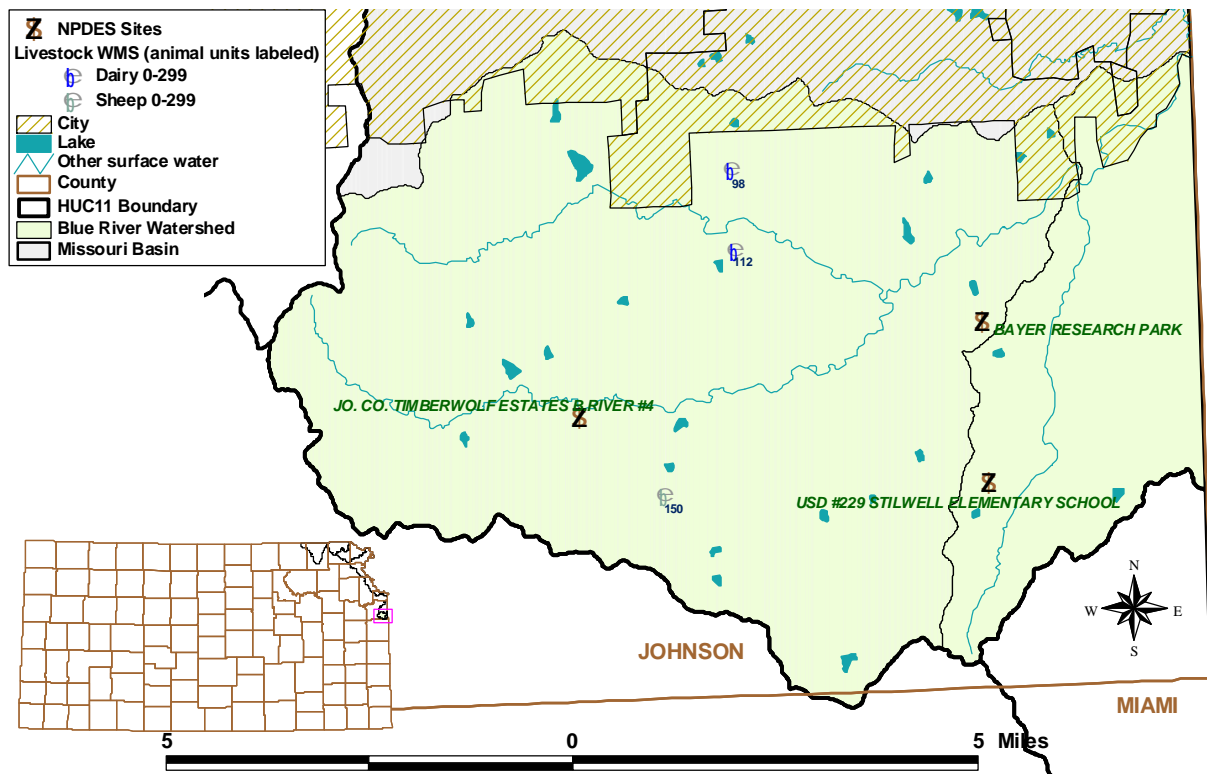 NPDES Sites
Livestock WMS (animal units labeled)
Dairy 0-299
Sheep 0-299
City
Lake
Other surface water
County
HUC11 Boundary
Blue River Watershed
Missouri Basin
98
112
BAYER RESEARCH PARK
JO. CO. TIMBERWOLF ESTATES B.RIVER #4
150
USD #229 STILWELL ELEMENTARY SCHOOL
N
W E
S
JOHNSON
MIAMI
5 0 5 Miles